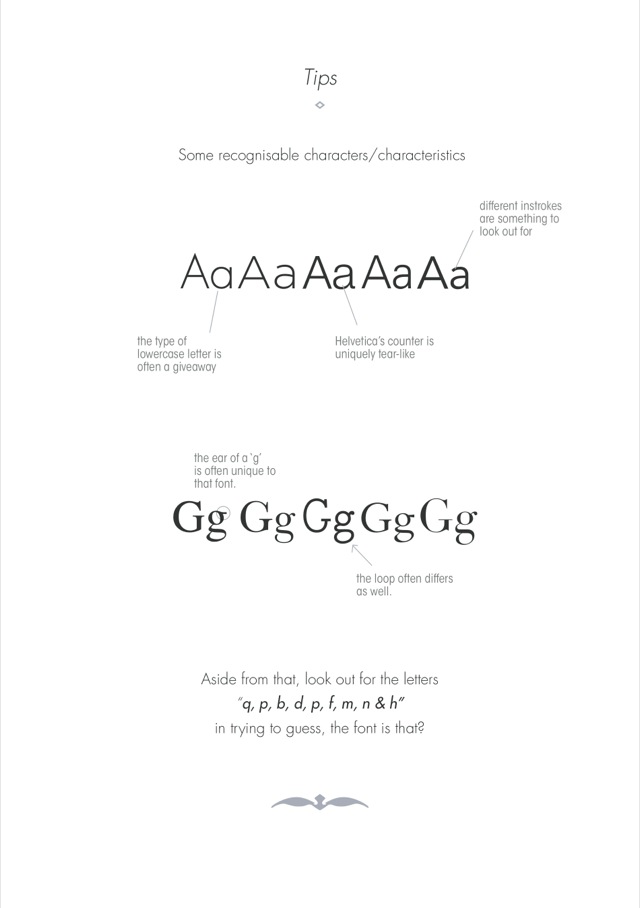 Tips
Some recognisable characters/characteristics
different instrokes
are something to
look out for
Aa Aa Aa Aa Aa
the type of
lowercase letter is
often a giveaway
Helvetica's counter is
uniquely tear-like
the ear of a 'g'
is often unique to
that font.
Gg Gg Gg Gg Gg
the loop often differs
as well.
Aside from that, look out for the letters
"q, p, b, d, p, f, m, n & h"
in trying to guess, the font is that?